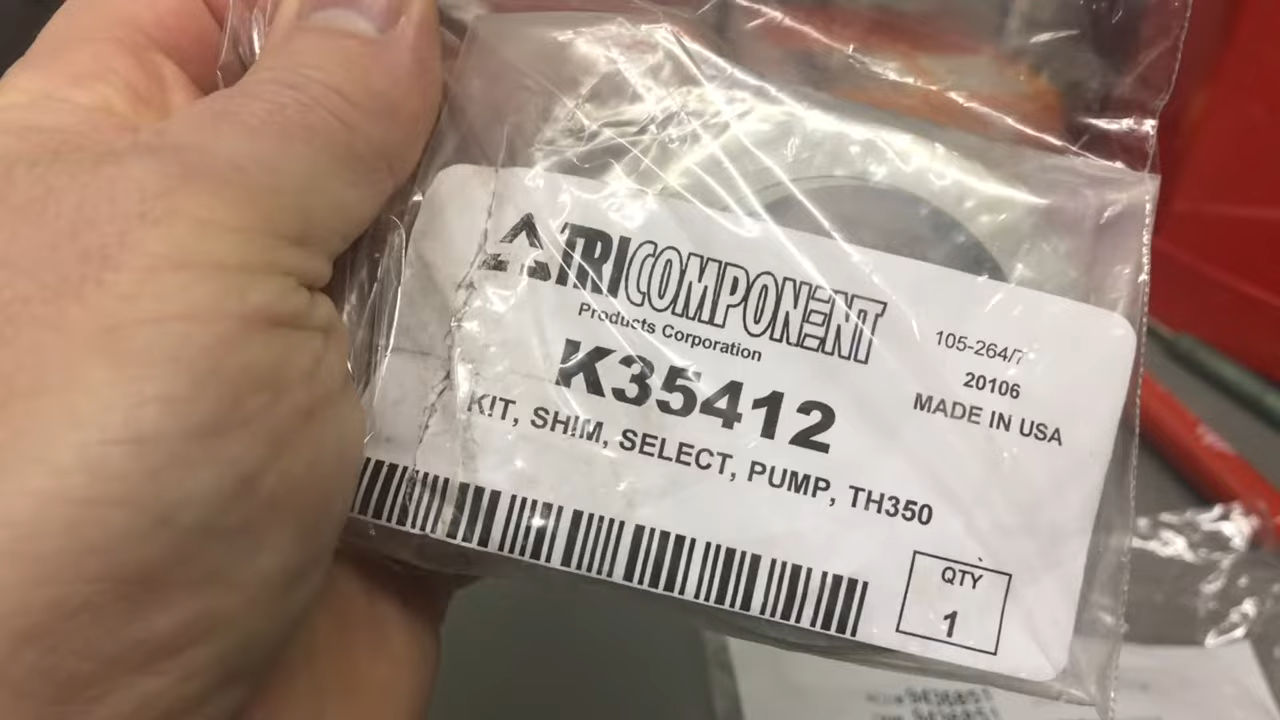 TRICOMPONENT
Products Corporation
105-264/7
20106
MADE IN USA
K35412
KIT, SHIM, SELECT, PUMP, TH350
QTY
1